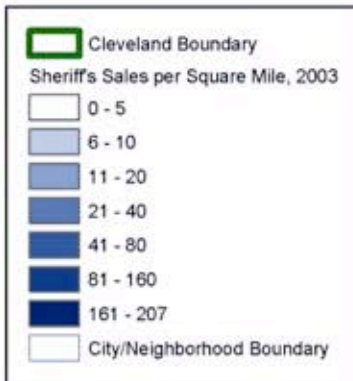 Cleveland Boundary
Sheriff's Sales per Square Mile, 2003
0 - 5
6 - 10
11 - 20
21 - 40
41 - 80
81 - 160
161 - 207
City/Neighborhood Boundary